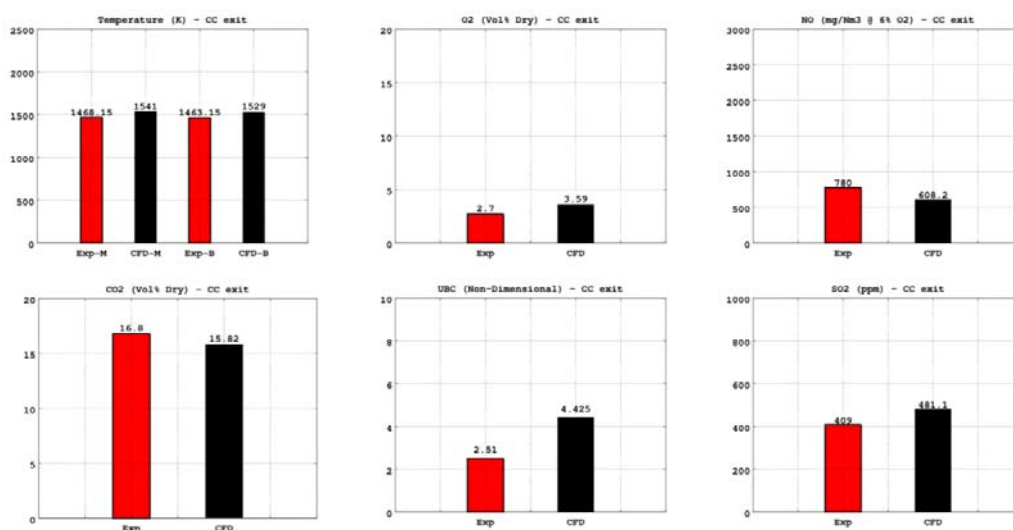 Temperature (K) - CC exit
2500
2000
1500
1000
500
0
1468.15
1541
1463.15
1529
Exp-M
CFD-M
Exp-B
CFD-B
O2 (Vol% Dry) - CC exit
20
15
10
5
0
2.7
3.59
Exp
CFD
NO (mg/Nm3 @ 6% O2) - CC exit
3000
2500
2000
1500
1000
500
0
780
608.2
Exp
CFD
CO2 (Vol% Dry) - CC exit
20
15
10
5
0
16.8
15.82
Exp
CFD
UBC (Non-Dimensional) - CC exit
10
8
6
4
2
0
2.51
4.425
Exp
CFD
SO2 (ppm) - CC exit
1000
800
600
400
200
0
409
481.1
Exp
CFD